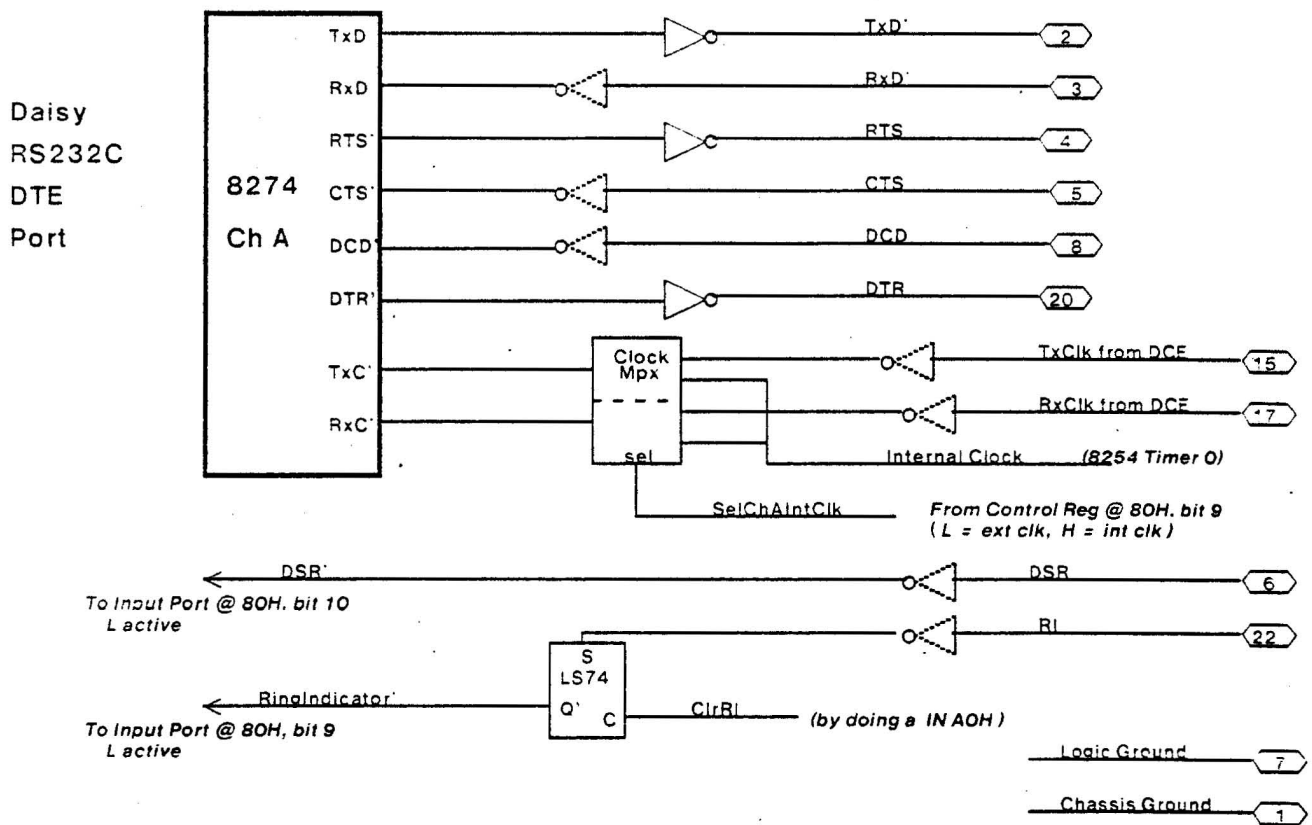 Daisy
RS232C
DTE
Port
8274
Ch A
TxD
TxD'
2
RxD
RxD'
3
RTS'
RTS
4
CTS'
CTS
5
DCD'
DCD
8
DTR'
DTR
20
TxC'
Clock
Mpx
TxClk from DCE
15
RxC'
RxClk from DCE
17
sel
Internal Clock
(8254 Timer 0)
SelChAIntClk
From Control Reg @ 80H. bit 9
( L = ext clk, H = int clk )
DSR'
DSR
6
To Input Port @ 80H. bit 10
L active
RI
22
S
LS74
Q'
C
RingIndicator'
ClrRI
(by doing a IN A0H )
To Input Port @ 80H, bit 9
L active
Logic Ground
7
Chassis Ground
1